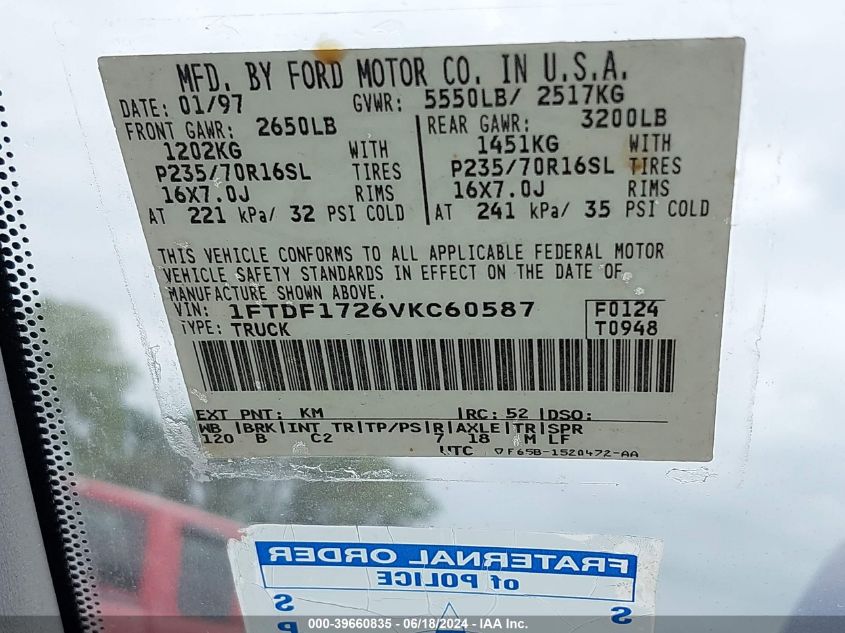 MFD. BY FORD MOTOR CO. IN U.S.A.
DATE: 01/97 GVWR: 5550LB/ 2517KG
FRONT GAWR: 2650LB REAR GAWR: 3200LB
1202KG WITH 1451KG WITH
P235/70R16SL TIRES P235/70R16SL TIRES
16X7.0J RIMS 16X7.0J RIMS
AT 221 kPa/ 32 PSI COLD AT 241 kPa/ 35 PSI COLD
THIS VEHICLE CONFORMS TO ALL APPLICABLE FEDERAL MOTOR
VEHICLE SAFETY STANDARDS IN EFFECT ON THE DATE OF
MANUFACTURE SHOWN ABOVE.
VIN: 1FTDF1726VKC60587 F0124
TYPE: TRUCK T0948
EXT PNT: KM RC: 52 DSO:
WB BRK INT TR TP/PS R AXLE TR SPR
120 B C2 7 18 M LF
UTC F65B-1520472-AA
FRATERNAL ORDER
of POLICE
S S
000-39660835 - 06/18/2024 - IAA Inc.